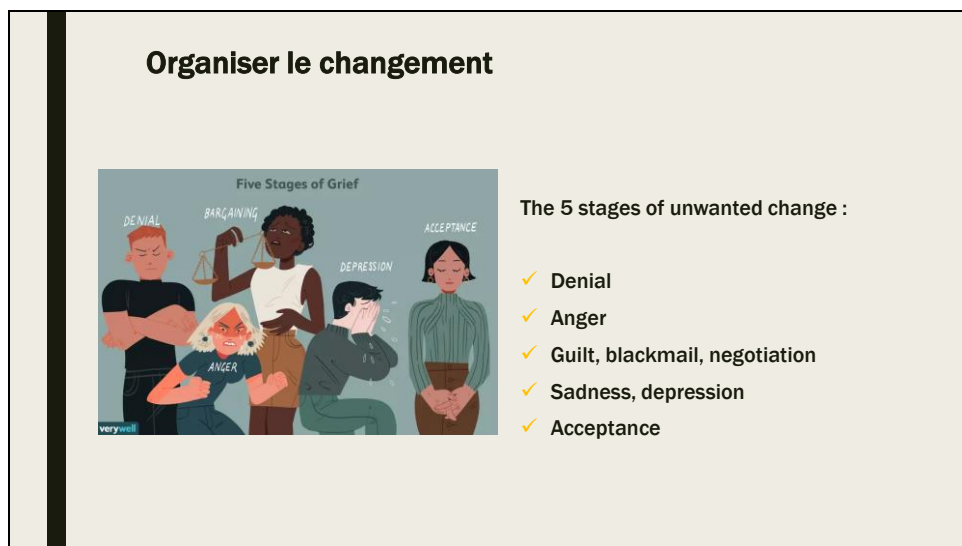 Organiser le changement
Five Stages of Grief
DENIAL
BARGAINING
ACCEPTANCE
DEPRESSION
ANGER
verywell
The 5 stages of unwanted change :
Denial
Anger
Guilt, blackmail, negotiation
Sadness, depression
Acceptance